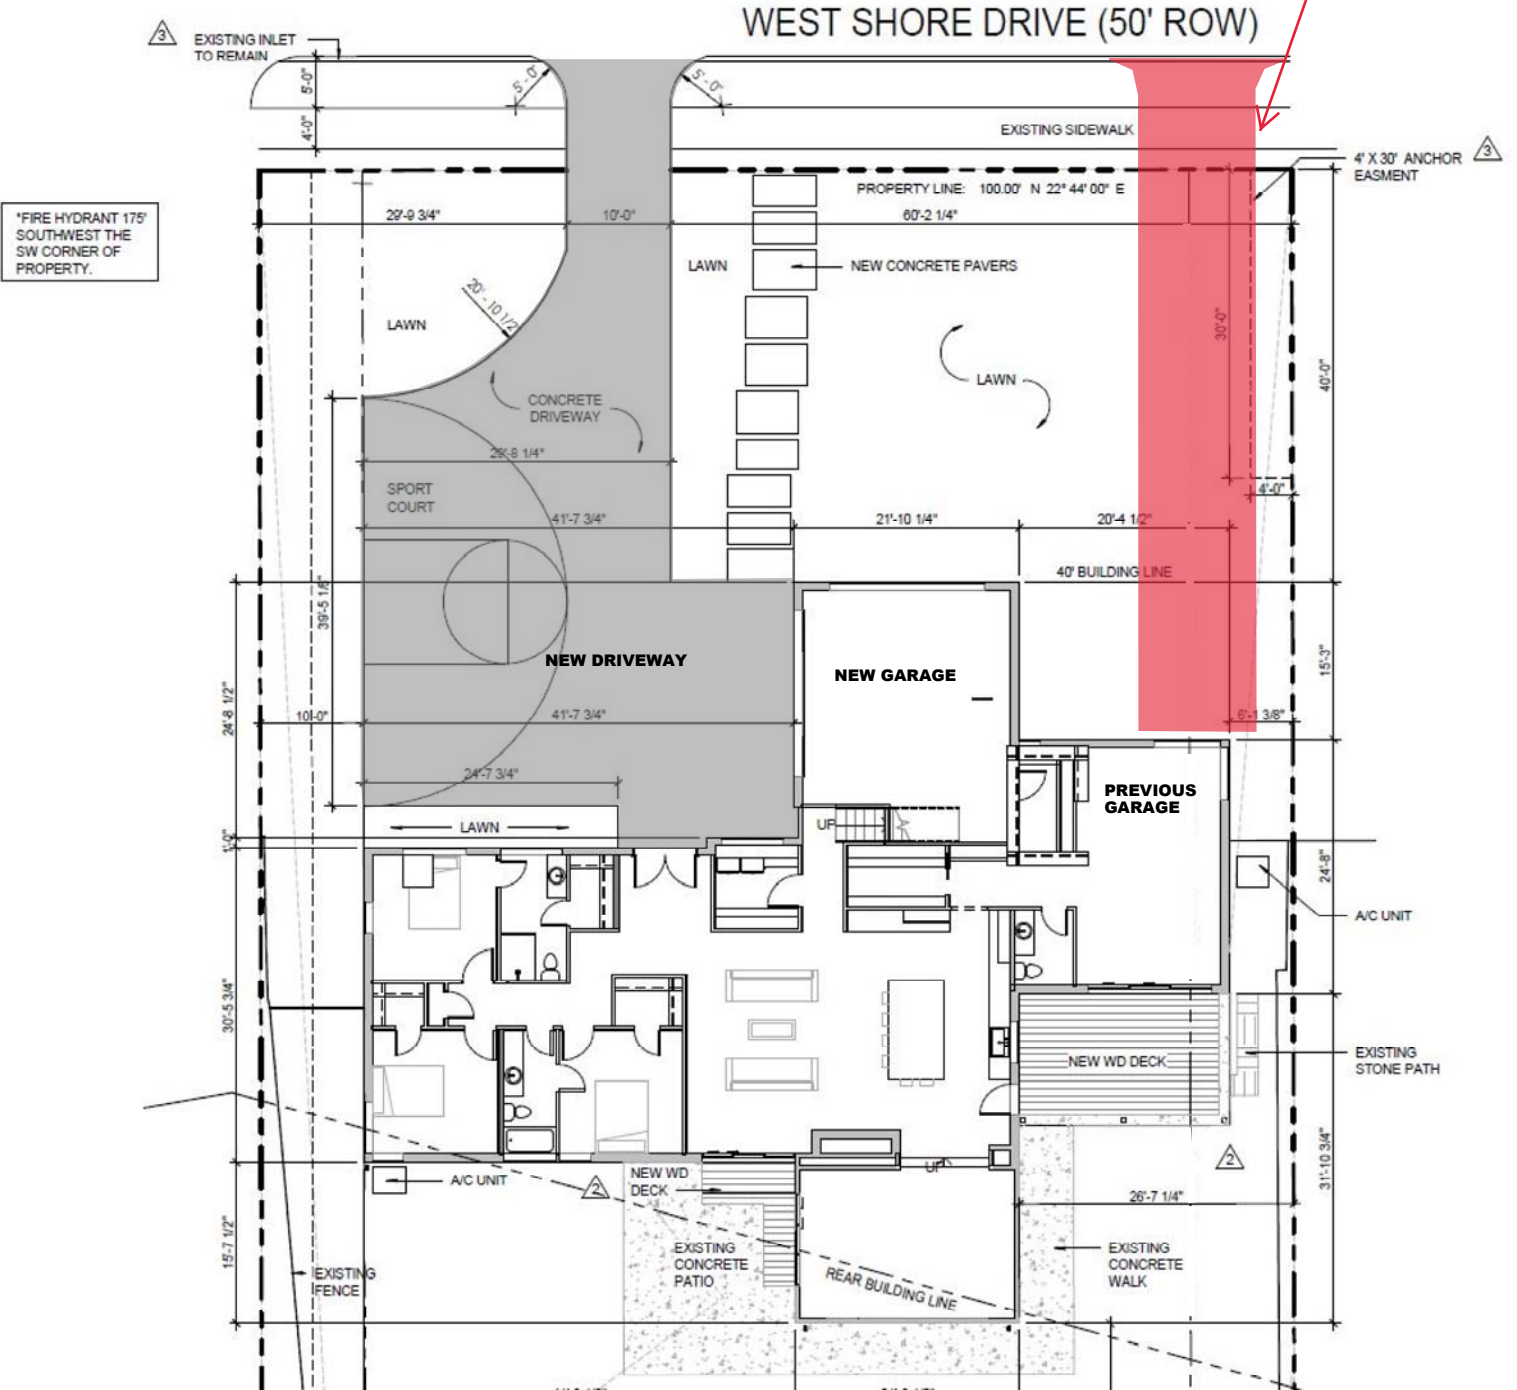 WEST SHORE DRIVE (50' ROW)
3
EXISTING INLET
TO REMAIN
5'-0"
5'-0"
5'-0"
4'-0"
EXISTING SIDEWALK
4' X 30' ANCHOR
EASMENT
3
PROPERTY LINE: 100.00' N 22° 44' 00" E
*FIRE HYDRANT 175'
SOUTHWEST THE
SW CORNER OF
PROPERTY.
29'-9 3/4"
10'-0"
60'-2 1/4"
LAWN
NEW CONCRETE PAVERS
20'-10 1/2"
LAWN
30'-0"
40'-0"
LAWN
CONCRETE
DRIVEWAY
29'-8 1/4"
SPORT
COURT
4'-0"
41'-7 3/4"
21'-10 1/4"
20'-4 1/2"
40' BUILDING LINE
NEW DRIVEWAY
NEW GARAGE
15'-3"
24'-8 1/2"
10'-0"
41'-7 3/4"
6'-1 3/8"
24'-7 3/4"
PREVIOUS
GARAGE
LAWN
UP
1'-0"
24'-8"
A/C UNIT
30'-5 3/4"
NEW WD DECK
EXISTING
STONE PATH
2
31'-10 3/4"
A/C UNIT
2
NEW WD
DECK
UP
26'-7 1/4"
15'-7 1/2"
EXISTING
FENCE
EXISTING
CONCRETE
PATIO
REAR BUILDING LINE
EXISTING
CONCRETE
WALK